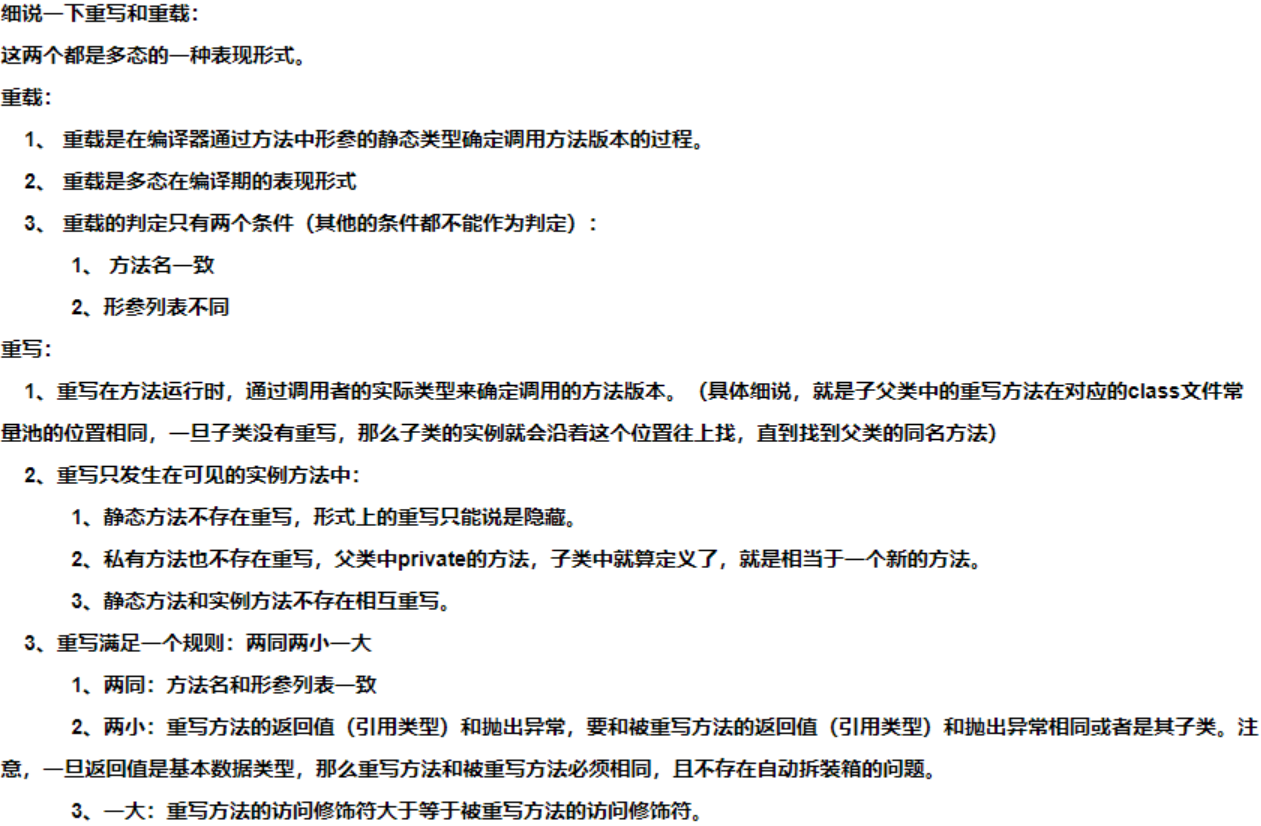 细说一下重写和重载：
这两个都是多态的一种表现形式。
重载：
1、 重载是在编译器通过方法中形参的静态类型确定调用方法版本的过程。
2、 重载是多态在编译期的表现形式
3、 重载的判定只有两个条件（其他的条件都不能作为判定）：
1、 方法名一致
2、形参列表不同
重写：
1、重写在方法运行时，通过调用者的实际类型来确定调用的方法版本。（具体细说，就是子父类中的重写方法在对应的class文件常
量池的位置相同，一旦子类没有重写，那么子类的实例就会沿着这个位置往上找，直到找到父类的同名方法）
2、重写只发生在可见的实例方法中：
1、静态方法不存在重写，形式上的重写只能说是隐藏。
2、私有方法也不存在重写，父类中private的方法，子类中就算定义了，就是相当于一个新的方法。
3、静态方法和实例方法不存在相互重写。
3、重写满足一个规则：两同两小一大
1、两同：方法名和形参列表一致
2、两小：重写方法的返回值（引用类型）和抛出异常，要和被重写方法的返回值（引用类型）和抛出异常相同或者是其子类。注
意，一旦返回值是基本数据类型，那么重写方法和被重写方法必须相同，且不存在自动拆装箱的问题。
3、一大：重写方法的访问修饰符大于等于被重写方法的访问修饰符。